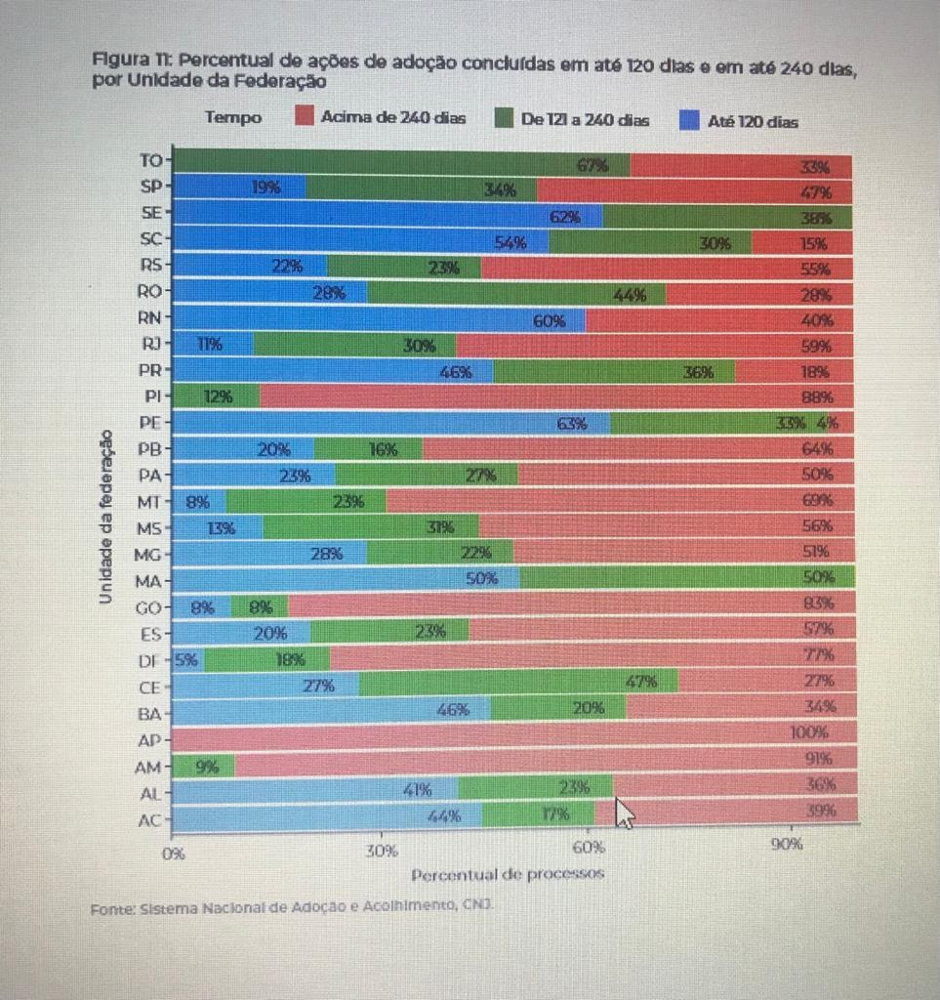 Figura 11: Percentual de ações de adoção concluídas em até 120 dias e em até 240 dias,
por Unidade da Federação
Tempo Acima de 240 dias De 121 a 240 dias Até 120 dias
TO 67% 33%
SP 19% 34% 47%
SE 62% 38%
SC 54% 30% 15%
RS 22% 23% 55%
RO 28% 44% 28%
RN 60% 40%
RJ 11% 30% 59%
PR 46% 36% 18%
PI 12% 88%
PE 63% 33% 4%
PB 20% 16% 64%
PA 23% 27% 50%
MT 8% 23% 69%
MS 13% 31% 56%
MG 28% 22% 51%
MA 50% 50%
GO 8% 8% 83%
ES 20% 23% 57%
DF 5% 18% 77%
CE 27% 47% 27%
BA 46% 20% 34%
AP 100%
AM 9% 91%
AL 41% 23% 36%
AC 44% 17% 39%
Unidade da federação
0% 30% 60% 90%
Percentual de processos
Fonte: Sistema Nacional de Adoção e Acolhimento, CNJ.